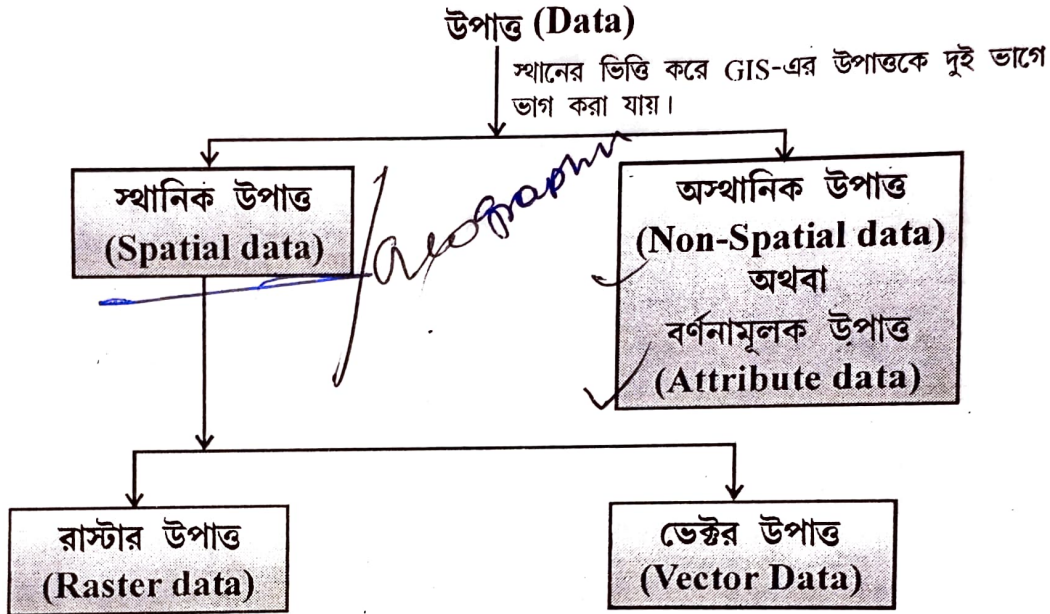 উপাত্ত (Data)
স্থানের ভিত্তি করে GIS-এর উপাত্তকে দুই ভাগে
ভাগ করা যায়।
স্থানিক উপাত্ত
(Spatial data)
/Geography
অস্থানিক উপাত্ত
(Non-Spatial data)
অথবা
বর্ণনামূলক উপাত্ত
(Attribute data)
রাস্টার উপাত্ত
(Raster data)
ভেক্টর উপাত্ত
(Vector Data)